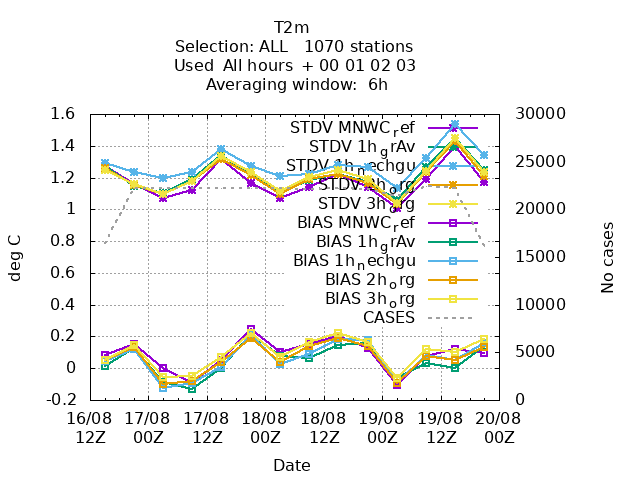 T2m
Selection: ALL   1070 stations
Used  All hours  + 00 01 02 03
Averaging window:  6h
1.6
1.4
1.2
1
0.8
0.6
0.4
0.2
0
-0.2
deg C
30000
25000
20000
15000
10000
5000
0
No cases
STDV MNWC_ref
STDV 1h_grAv
STDV 1h_nechgu
STDV 2h_org
STDV 3h_org
BIAS MNWC_ref
BIAS 1h_grAv
BIAS 1h_nechgu
BIAS 2h_org
BIAS 3h_org
CASES
16/08 17/08 17/08 18/08 18/08 19/08 19/08 20/08
12Z 00Z 12Z 00Z 12Z 00Z 12Z 00Z
Date